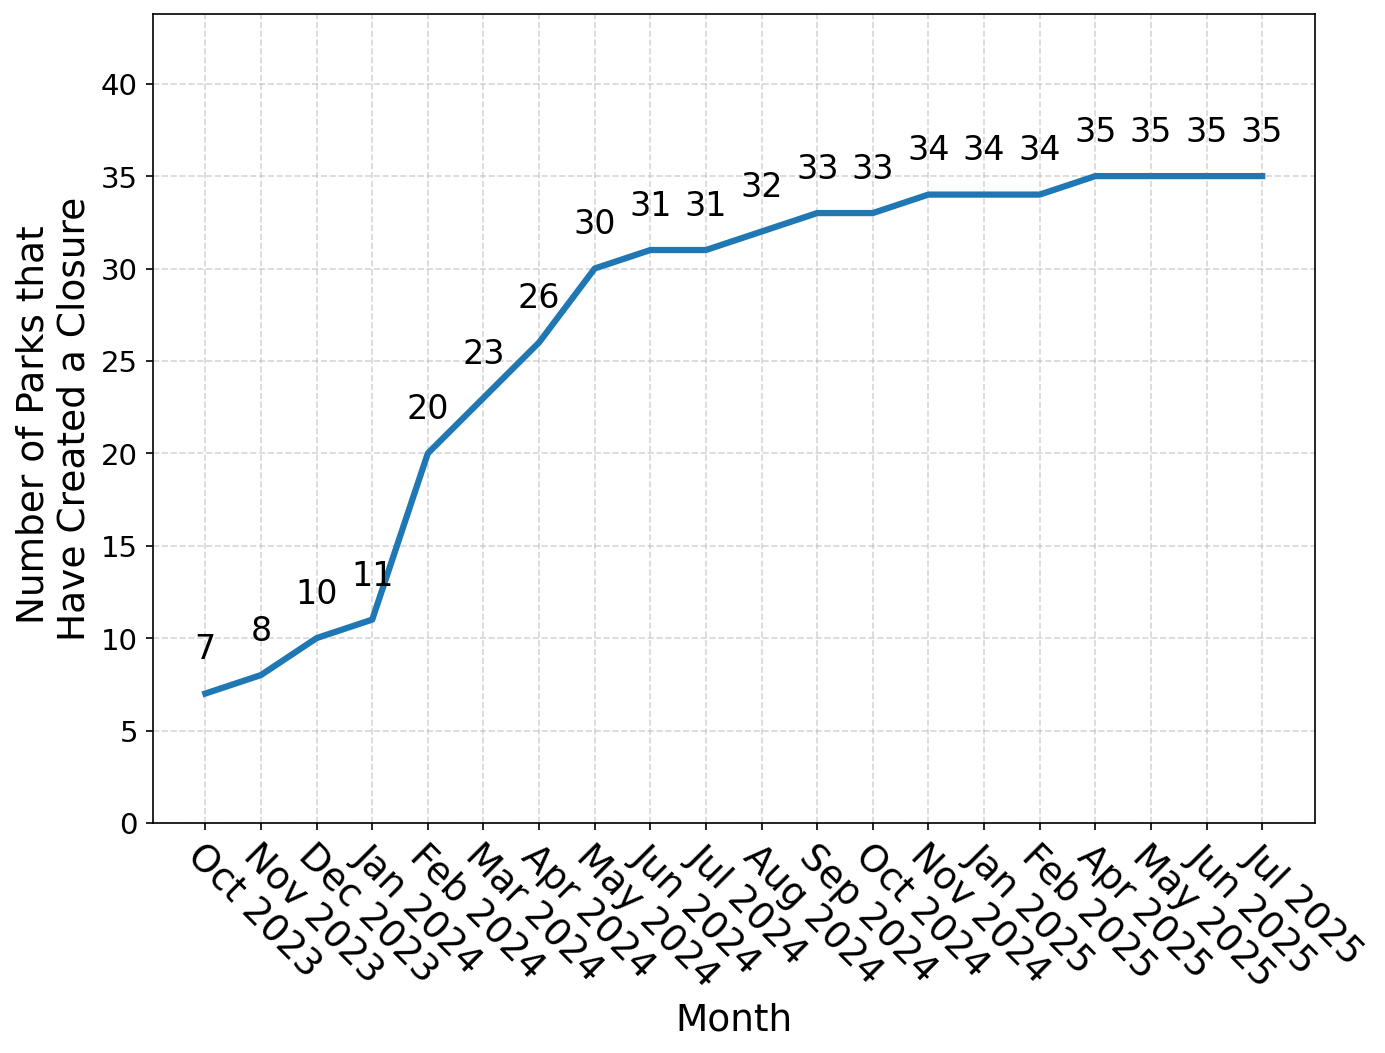 Number of Parks that
Have Created a Closure
40
35
30
25
20
15
10
5
0
7
8
10
11
20
23
26
30
31
31
32
33
33
34
34
34
35
35
35
35
Oct 2023
Nov 2023
Dec 2023
Jan 2024
Feb 2024
Mar 2024
Apr 2024
May 2024
Jun 2024
Jul 2024
Aug 2024
Sep 2024
Oct 2024
Nov 2024
Jan 2025
Feb 2025
Apr 2025
May 2025
Jun 2025
Jul 2025
Month